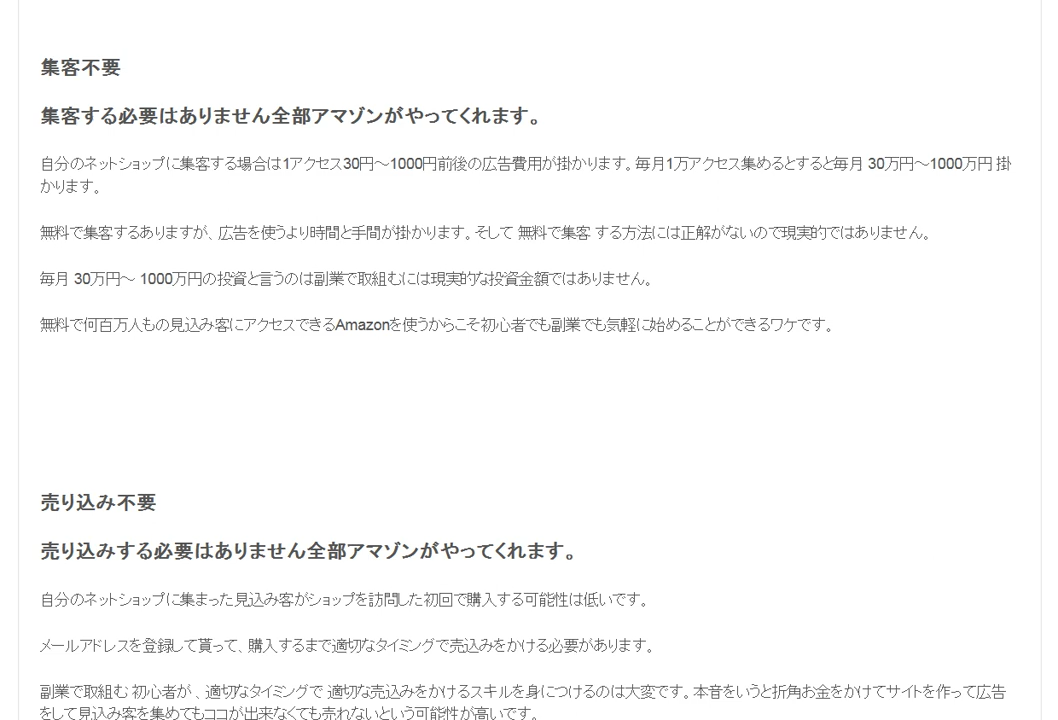 集客不要
集客する必要はありません全部アマゾンがやってくれます。
自分のネットショップに集客する場合は1アクセス30円～1000円前後の広告費用が掛かります。毎月1万アクセス集めるとすると毎月 30万円～1000万円 掛
かります。
無料で集客するありますが、広告を使うより時間と手間が掛かります。そして 無料で集客 する方法には正解がないので現実的ではありません。
毎月 30万円～ 1000万円の投資と言うのは副業で取組むには現実的な投資金額ではありません。
無料で何百万人もの見込み客にアクセスできるAmazonを使うからこそ初心者でも副業でも気軽に始めることができるワケです。
売り込み不要
売り込みする必要はありません全部アマゾンがやってくれます。
自分のネットショップに集まった見込み客がショップを訪問した初回で購入する可能性は低いです。
メールアドレスを登録して貰って、購入するまで適切なタイミングで売込みをかける必要があります。
副業で取組む 初心者が 、適切なタイミングで 適切な売込みをかけるスキルを身につけるのは大変です。本音をいうと折角お金をかけてサイトを作って広告
をして見込み客を集めてもココが出来なくても売れないという可能性が高いです。